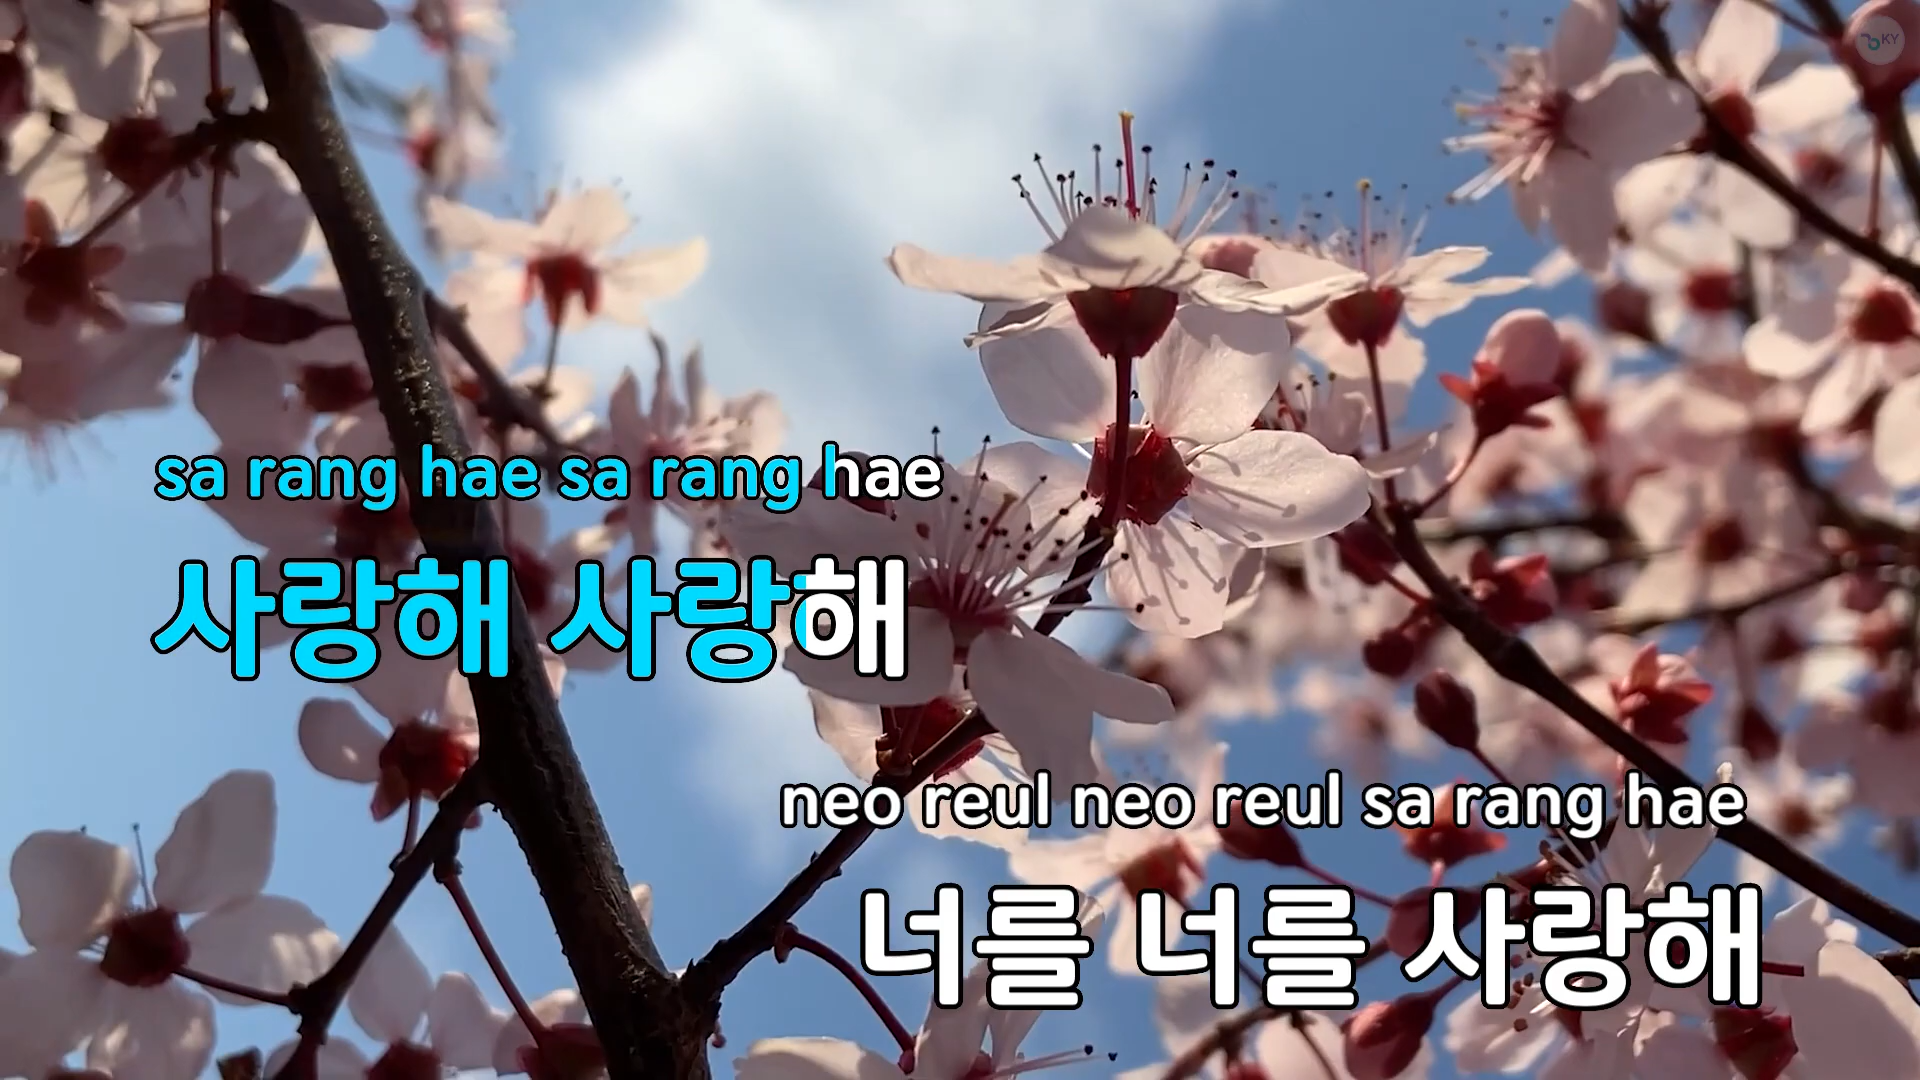 KY
sa rang hae sa rang hae
사랑해 사랑해
neo reul neo reul sa rang hae
너를 너를 사랑해